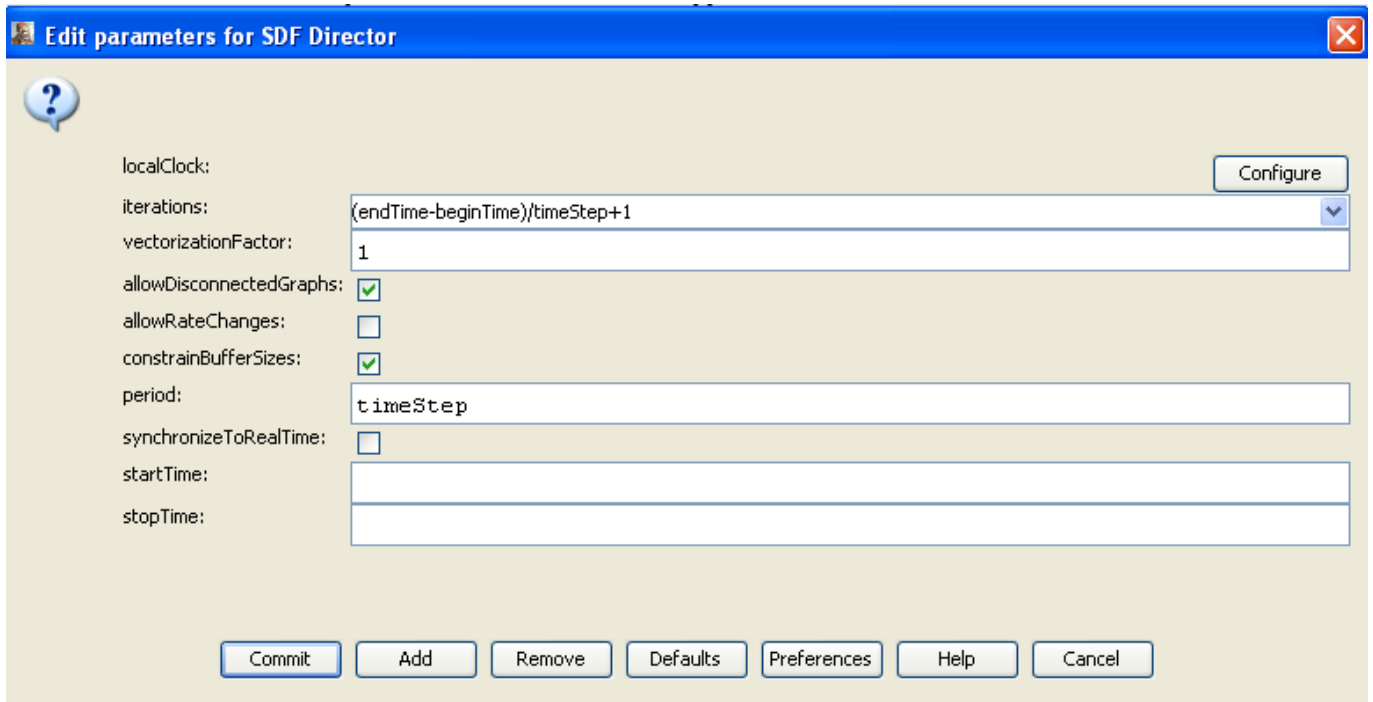 Edit parameters for SDF Director
localClock:
Configure
iterations:
(endTime-beginTime)/timeStep+1
vectorizationFactor:
1
allowDisconnectedGraphs:
allowRateChanges:
constrainBufferSizes:
period:
timeStep
synchronizeToRealTime:
startTime:
stopTime:
Commit Add Remove Defaults Preferences Help Cancel